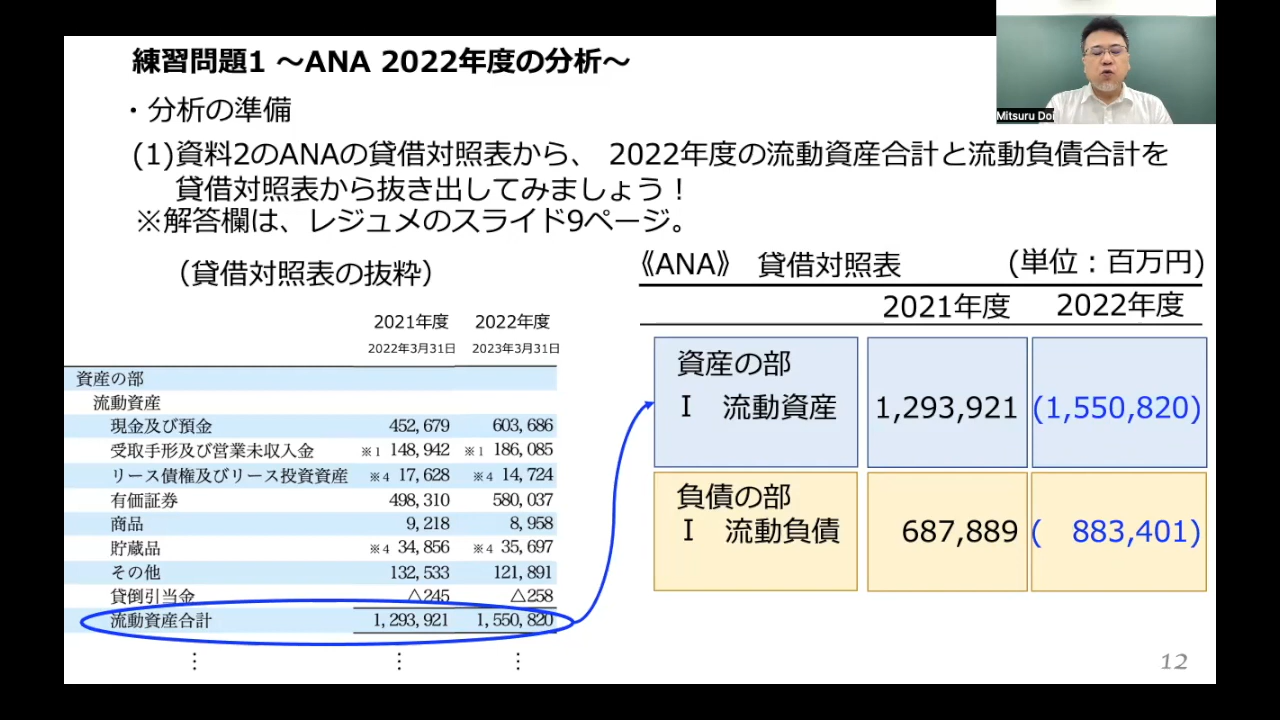 練習問題1 ～ANA 2022年度の分析～
・分析の準備
(1)資料2のANAの貸借対照表から、 2022年度の流動資産合計と流動負債合計を
貸借対照表から抜き出してみましょう！
※解答欄は、レジュメのスライド9ページ。
（貸借対照表の抜粋）
2021年度 2022年度
2022年3月31日 2023年3月31日
資産の部
流動資産
現金及び預金 452,679 603,686
受取手形及び営業未収入金 ※1 148,942 ※1 186,085
リース債権及びリース投資資産 ※4 17,628 ※4 14,724
有価証券 498,310 580,037
商品 9,218 8,958
貯蔵品 ※4 34,856 ※4 35,697
その他 132,533 121,891
貸倒引当金 △245 △258
流動資産合計 1,293,921 1,550,820
⋮ ⋮ ⋮
《ANA》 貸借対照表 (単位：百万円)
2021年度 2022年度
資産の部
Ⅰ 流動資産 1,293,921 (1,550,820)
負債の部
Ⅰ 流動負債 687,889 ( 883,401)
12
Mitsuru Doi